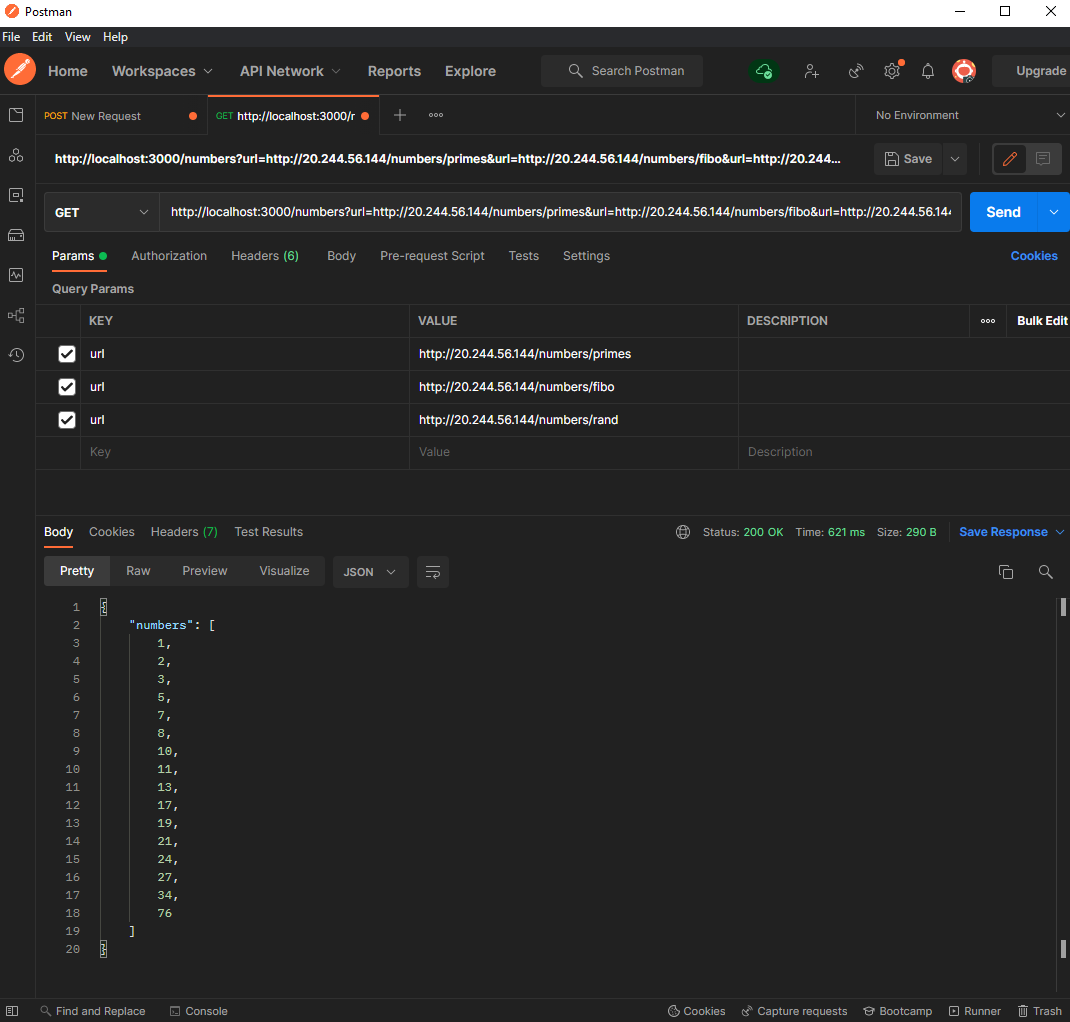 Postman
File Edit View Help
Home Workspaces API Network Reports Explore Search Postman Upgrade
POST New Request GET http://localhost:3000/r No Environment
http://localhost:3000/numbers?url=http://20.244.56.144/numbers/primes&url=http://20.244.56.144/numbers/fibo&url=http://20.244... Save
GET http://localhost:3000/numbers?url=http://20.244.56.144/numbers/primes&url=http://20.244.56.144/numbers/fibo&url=http://20.244.56.14 Send
Params Authorization Headers (6) Body Pre-request Script Tests Settings Cookies
Query Params
KEY VALUE DESCRIPTION Bulk Edit
url http://20.244.56.144/numbers/primes
url http://20.244.56.144/numbers/fibo
url http://20.244.56.144/numbers/rand
Key Value Description
Body Cookies Headers (7) Test Results Status: 200 OK Time: 621 ms Size: 290 B Save Response
Pretty Raw Preview Visualize JSON
1 {
2 "numbers": [
3 1,
4 2,
5 3,
6 5,
7 7,
8 8,
9 10,
10 11,
11 13,
12 17,
13 19,
14 21,
15 24,
16 27,
17 34,
18 76
19 ]
20 }
Find and Replace Console Cookies Capture requests Bootcamp Runner Trash